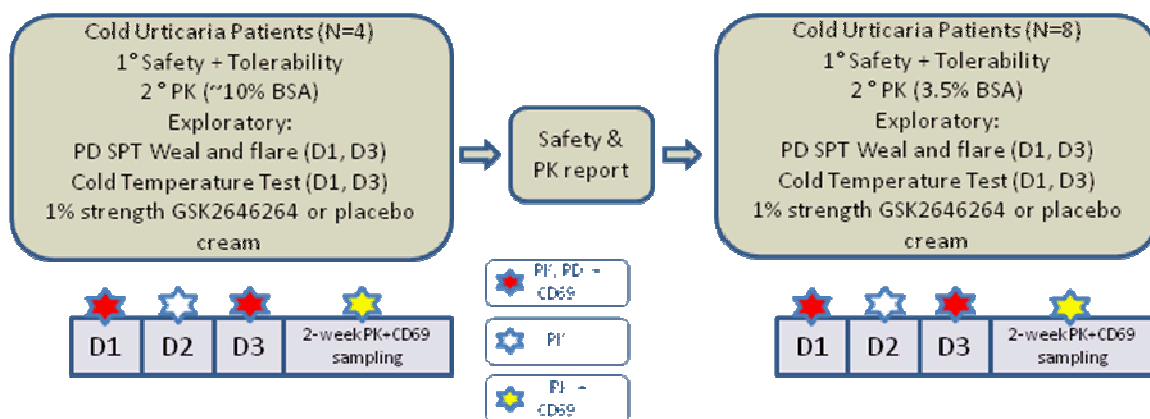 Cold Urticaria Patients (N=4)
1° Safety + Tolerability
2 ° PK (~10% BSA)
Exploratory:
PD SPT Weal and flare (D1, D3)
Cold Temperature Test (D1, D3)
1% strength GSK2646264 or placebo
cream
Safety &
PK report
Cold Urticaria Patients (N=8)
1° Safety + Tolerability
2 ° PK (3.5% BSA)
Exploratory:
PD SPT Weal and flare (D1, D3)
Cold Temperature Test (D1, D3)
1% strength GSK2646264 or placebo
cream
D1
D2
D3
2-week PK+CD69
sampling
PK, PD
CD69
PK
CD69
D1
D2
D3
2-week PK+CD69
sampling